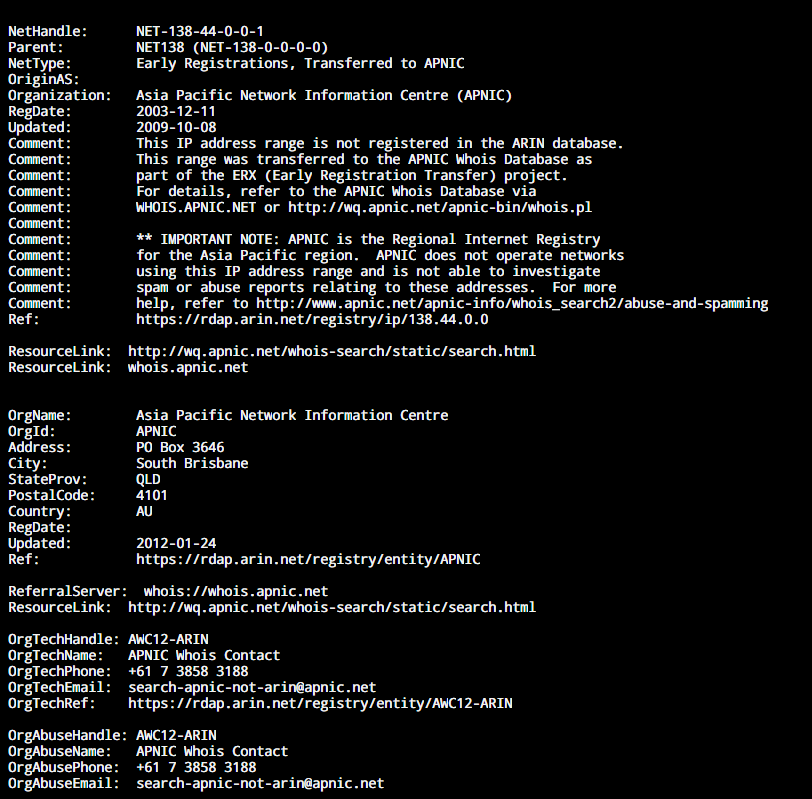 NetHandle:      NET-138-44-0-0-1
Parent:         NET138 (NET-138-0-0-0-0)
NetType:        Early Registrations, Transferred to APNIC
OriginAS:
Organization:   Asia Pacific Network Information Centre (APNIC)
RegDate:        2003-12-11
Updated:        2009-10-08
Comment:        This IP address range is not registered in the ARIN database.
Comment:        This range was transferred to the APNIC Whois Database as
Comment:        part of the ERX (Early Registration Transfer) project.
Comment:        For details, refer to the APNIC Whois Database via
Comment:        WHOIS.APNIC.NET or http://wq.apnic.net/apnic-bin/whois.pl
Comment:
Comment:        ** IMPORTANT NOTE: APNIC is the Regional Internet Registry
Comment:        for the Asia Pacific region.  APNIC does not operate networks
Comment:        using this IP address range and is not able to investigate
Comment:        spam or abuse reports relating to these addresses.  For more
Comment:        help, refer to http://www.apnic.net/apnic-info/whois_search2/abuse-and-spamming
Ref:            https://rdap.arin.net/registry/ip/138.44.0.0

ResourceLink:  http://wq.apnic.net/whois-search/static/search.html
ResourceLink:  whois.apnic.net

OrgName:        Asia Pacific Network Information Centre
OrgId:          APNIC
Address:        PO Box 3646
City:           South Brisbane
StateProv:      QLD
PostalCode:     4101
Country:        AU
RegDate:
Updated:        2012-01-24
Ref:            https://rdap.arin.net/registry/entity/APNIC

ReferralServer:  whois://whois.apnic.net
ResourceLink:  http://wq.apnic.net/whois-search/static/search.html

OrgTechHandle: AWC12-ARIN
OrgTechName:   APNIC Whois Contact
OrgTechPhone:  +61 7 3858 3188
OrgTechEmail:  search-apnic-not-arin@apnic.net
OrgTechRef:    https://rdap.arin.net/registry/entity/AWC12-ARIN

OrgAbuseHandle: AWC12-ARIN
OrgAbuseName:   APNIC Whois Contact
OrgAbusePhone:  +61 7 3858 3188
OrgAbuseEmail:  search-apnic-not-arin@apnic.net